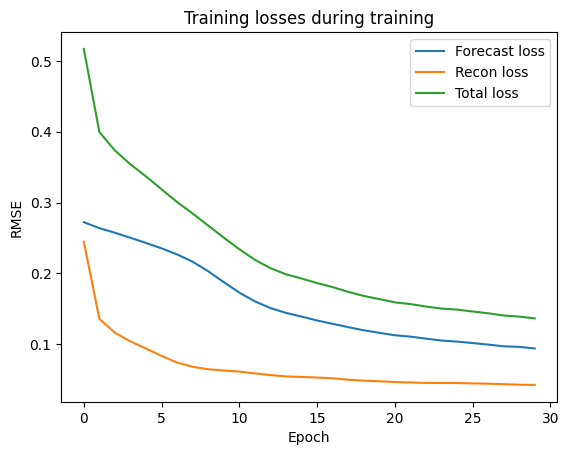 Training losses during training
Forecast loss
Recon loss
Total loss
0.5
0.4
0.3
0.2
0.1
RMSE
0 5 10 15 20 25 30
Epoch